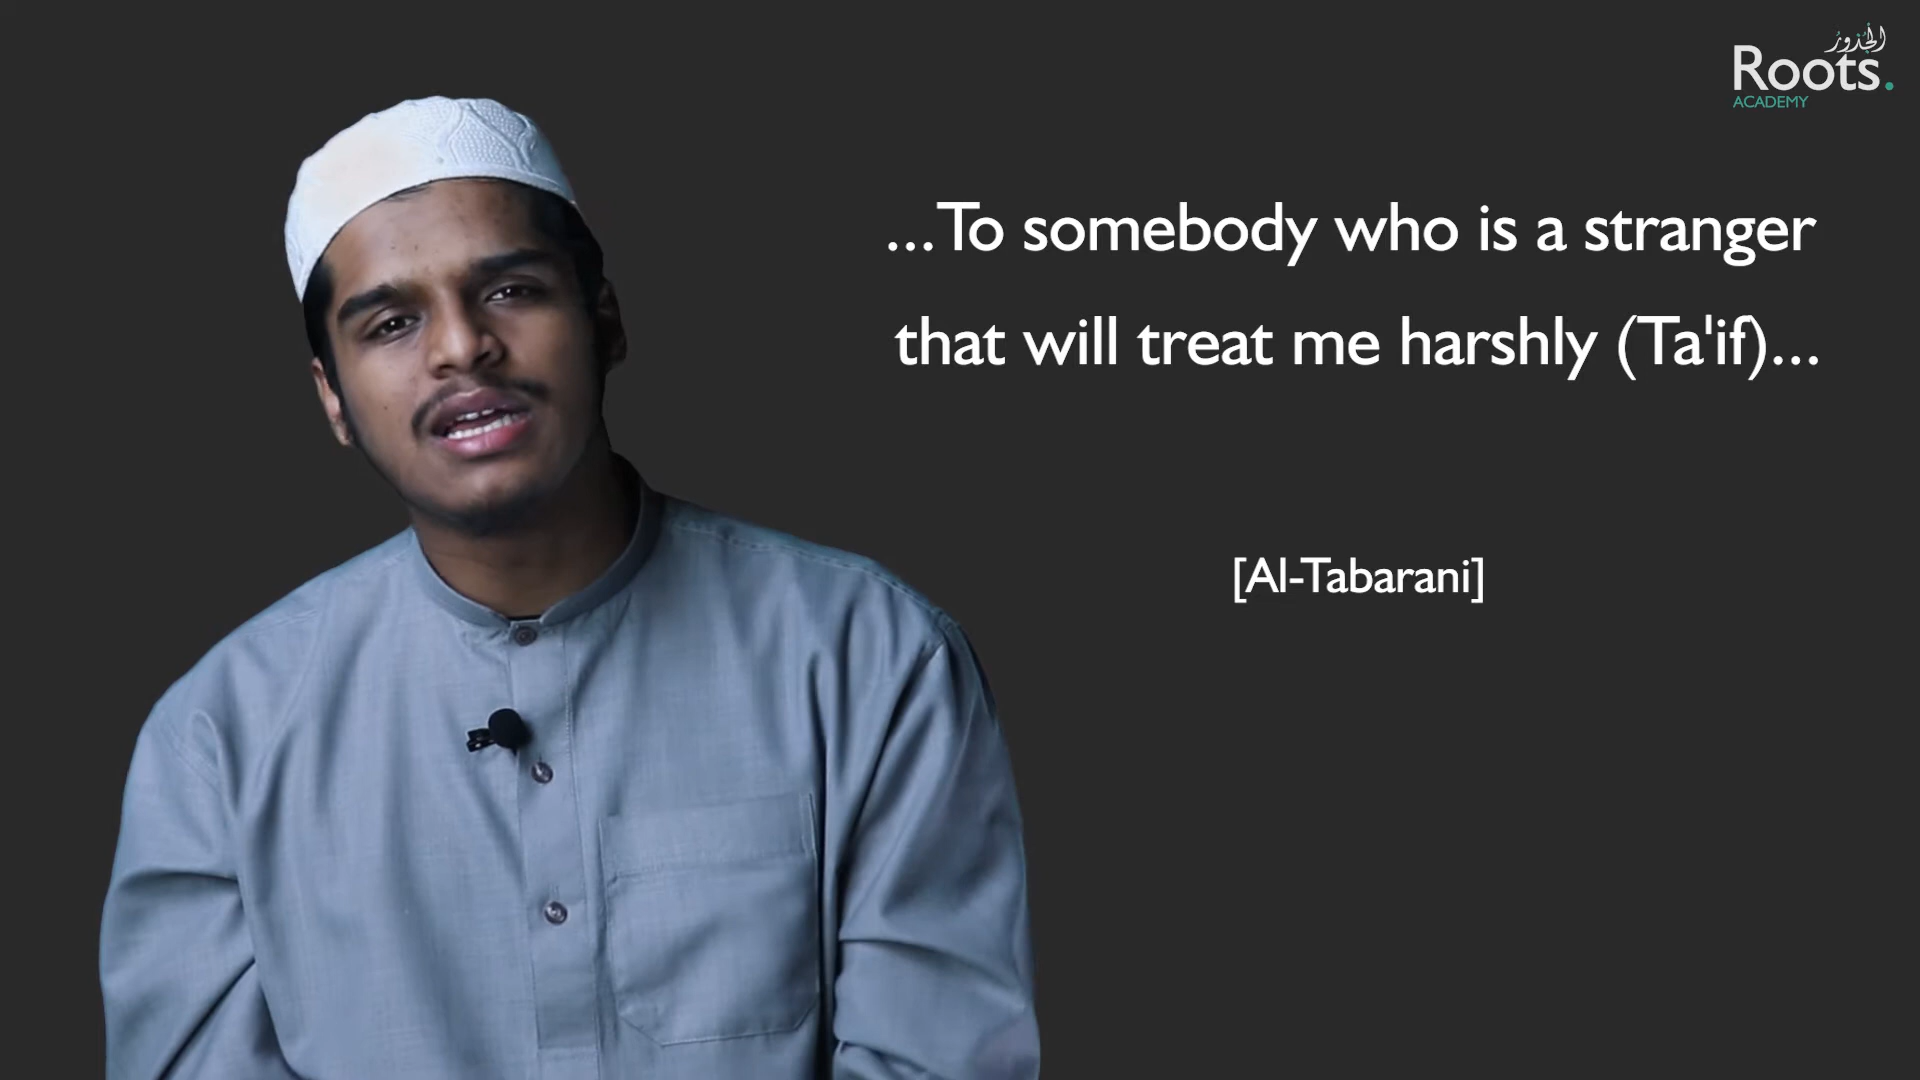 الجذور
Roots.
ACADEMY
...To somebody who is a stranger
that will treat me harshly (Ta'if)...
[Al-Tabarani]